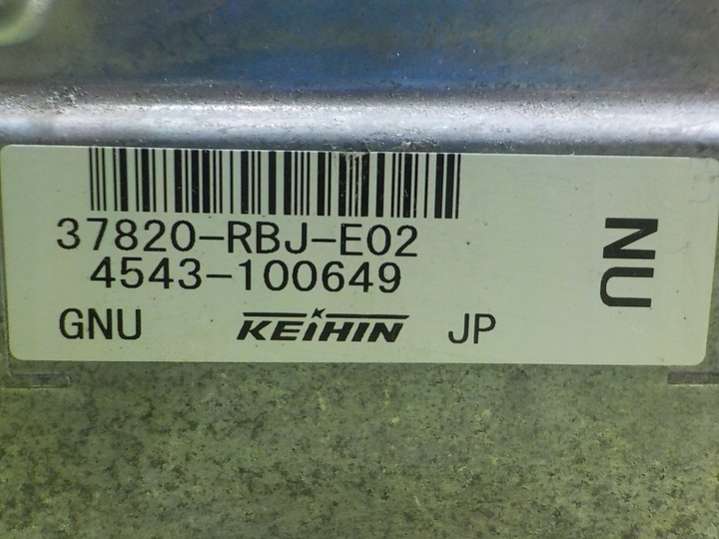 37820-RBJ-E02
4543-100649
GNU KEIHIN JP
NU